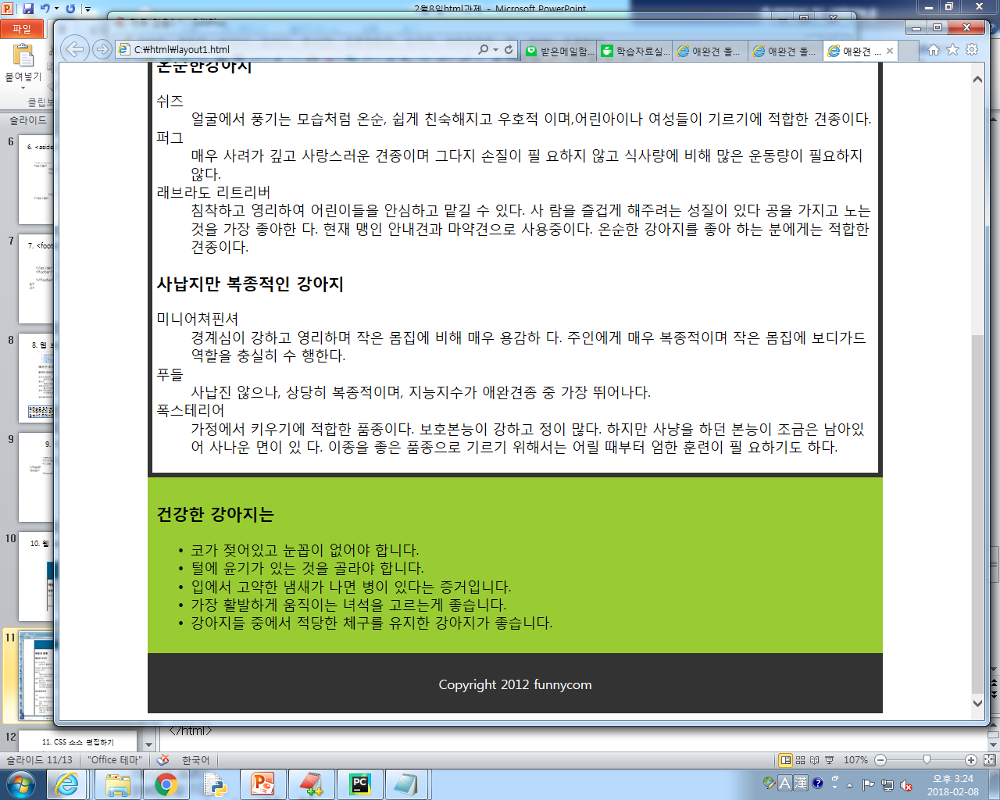 2월8일html과제 - Microsoft PowerPoint
파일
C:₩html₩layout1.html
받은메일함...
학습자료실...
애완견 돌...
애완견 돌...
애완견 ...
붙여넣기
클립보
슬라이드
6
6. <aside
</aside>
7
7. <foot
</aside>
<footer>
</footer>
8
8. 웹 브
9
9.
</head>
<body>
10
10. 웹
11
12
11. CSS 소스 편집하기
온순한강아지
쉬즈
얼굴에서 풍기는 모습처럼 온순, 쉽게 친숙해지고 우호적 이며,어린아이나 여성들이 기르기에 적합한 견종이다.
퍼그
매우 사려가 깊고 사랑스러운 견종이며 그다지 손질이 필 요하지 않고 식사량에 비해 많은 운동량이 필요하지
않다.
래브라도 리트리버
침착하고 영리하여 어린이들을 안심하고 맡길 수 있다. 사 람을 즐겁게 해주려는 성질이 있다 공을 가지고 노는
것을 가장 좋아한 다. 현재 맹인 안내견과 마약견으로 사용중이다. 온순한 강아지를 좋아 하는 분에게는 적합한
견종이다.
사납지만 복종적인 강아지
미니어쳐핀셔
경계심이 강하고 영리하며 작은 몸집에 비해 매우 용감하 다. 주인에게 매우 복종적이며 작은 몸집에 보디가드
역할을 충실히 수 행한다.
푸들
사납진 않으나, 상당히 복종적이며, 지능지수가 애완견종 중 가장 뛰어나다.
폭스테리어
가정에서 키우기에 적합한 품종이다. 보호본능이 강하고 정이 많다. 하지만 사냥을 하던 본능이 조금은 남아있
어 사나운 면이 있 다. 이종을 좋은 품종으로 기르기 위해서는 어릴 때부터 엄한 훈련이 필 요하기도 하다.
건강한 강아지는
• 코가 젖어있고 눈꼽이 없어야 합니다.
• 털에 윤기가 있는 것을 골라야 합니다.
• 입에서 고약한 냄새가 나면 병이 있다는 증거입니다.
• 가장 활발하게 움직이는 녀석을 고르는게 좋습니다.
• 강아지들 중에서 적당한 체구를 유지한 강아지가 좋습니다.
Copyright 2012 funnycom
</html>
슬라이드 11/13
"Office 테마"
한국어
107%
A 漢
오후 3:24
2018-02-08